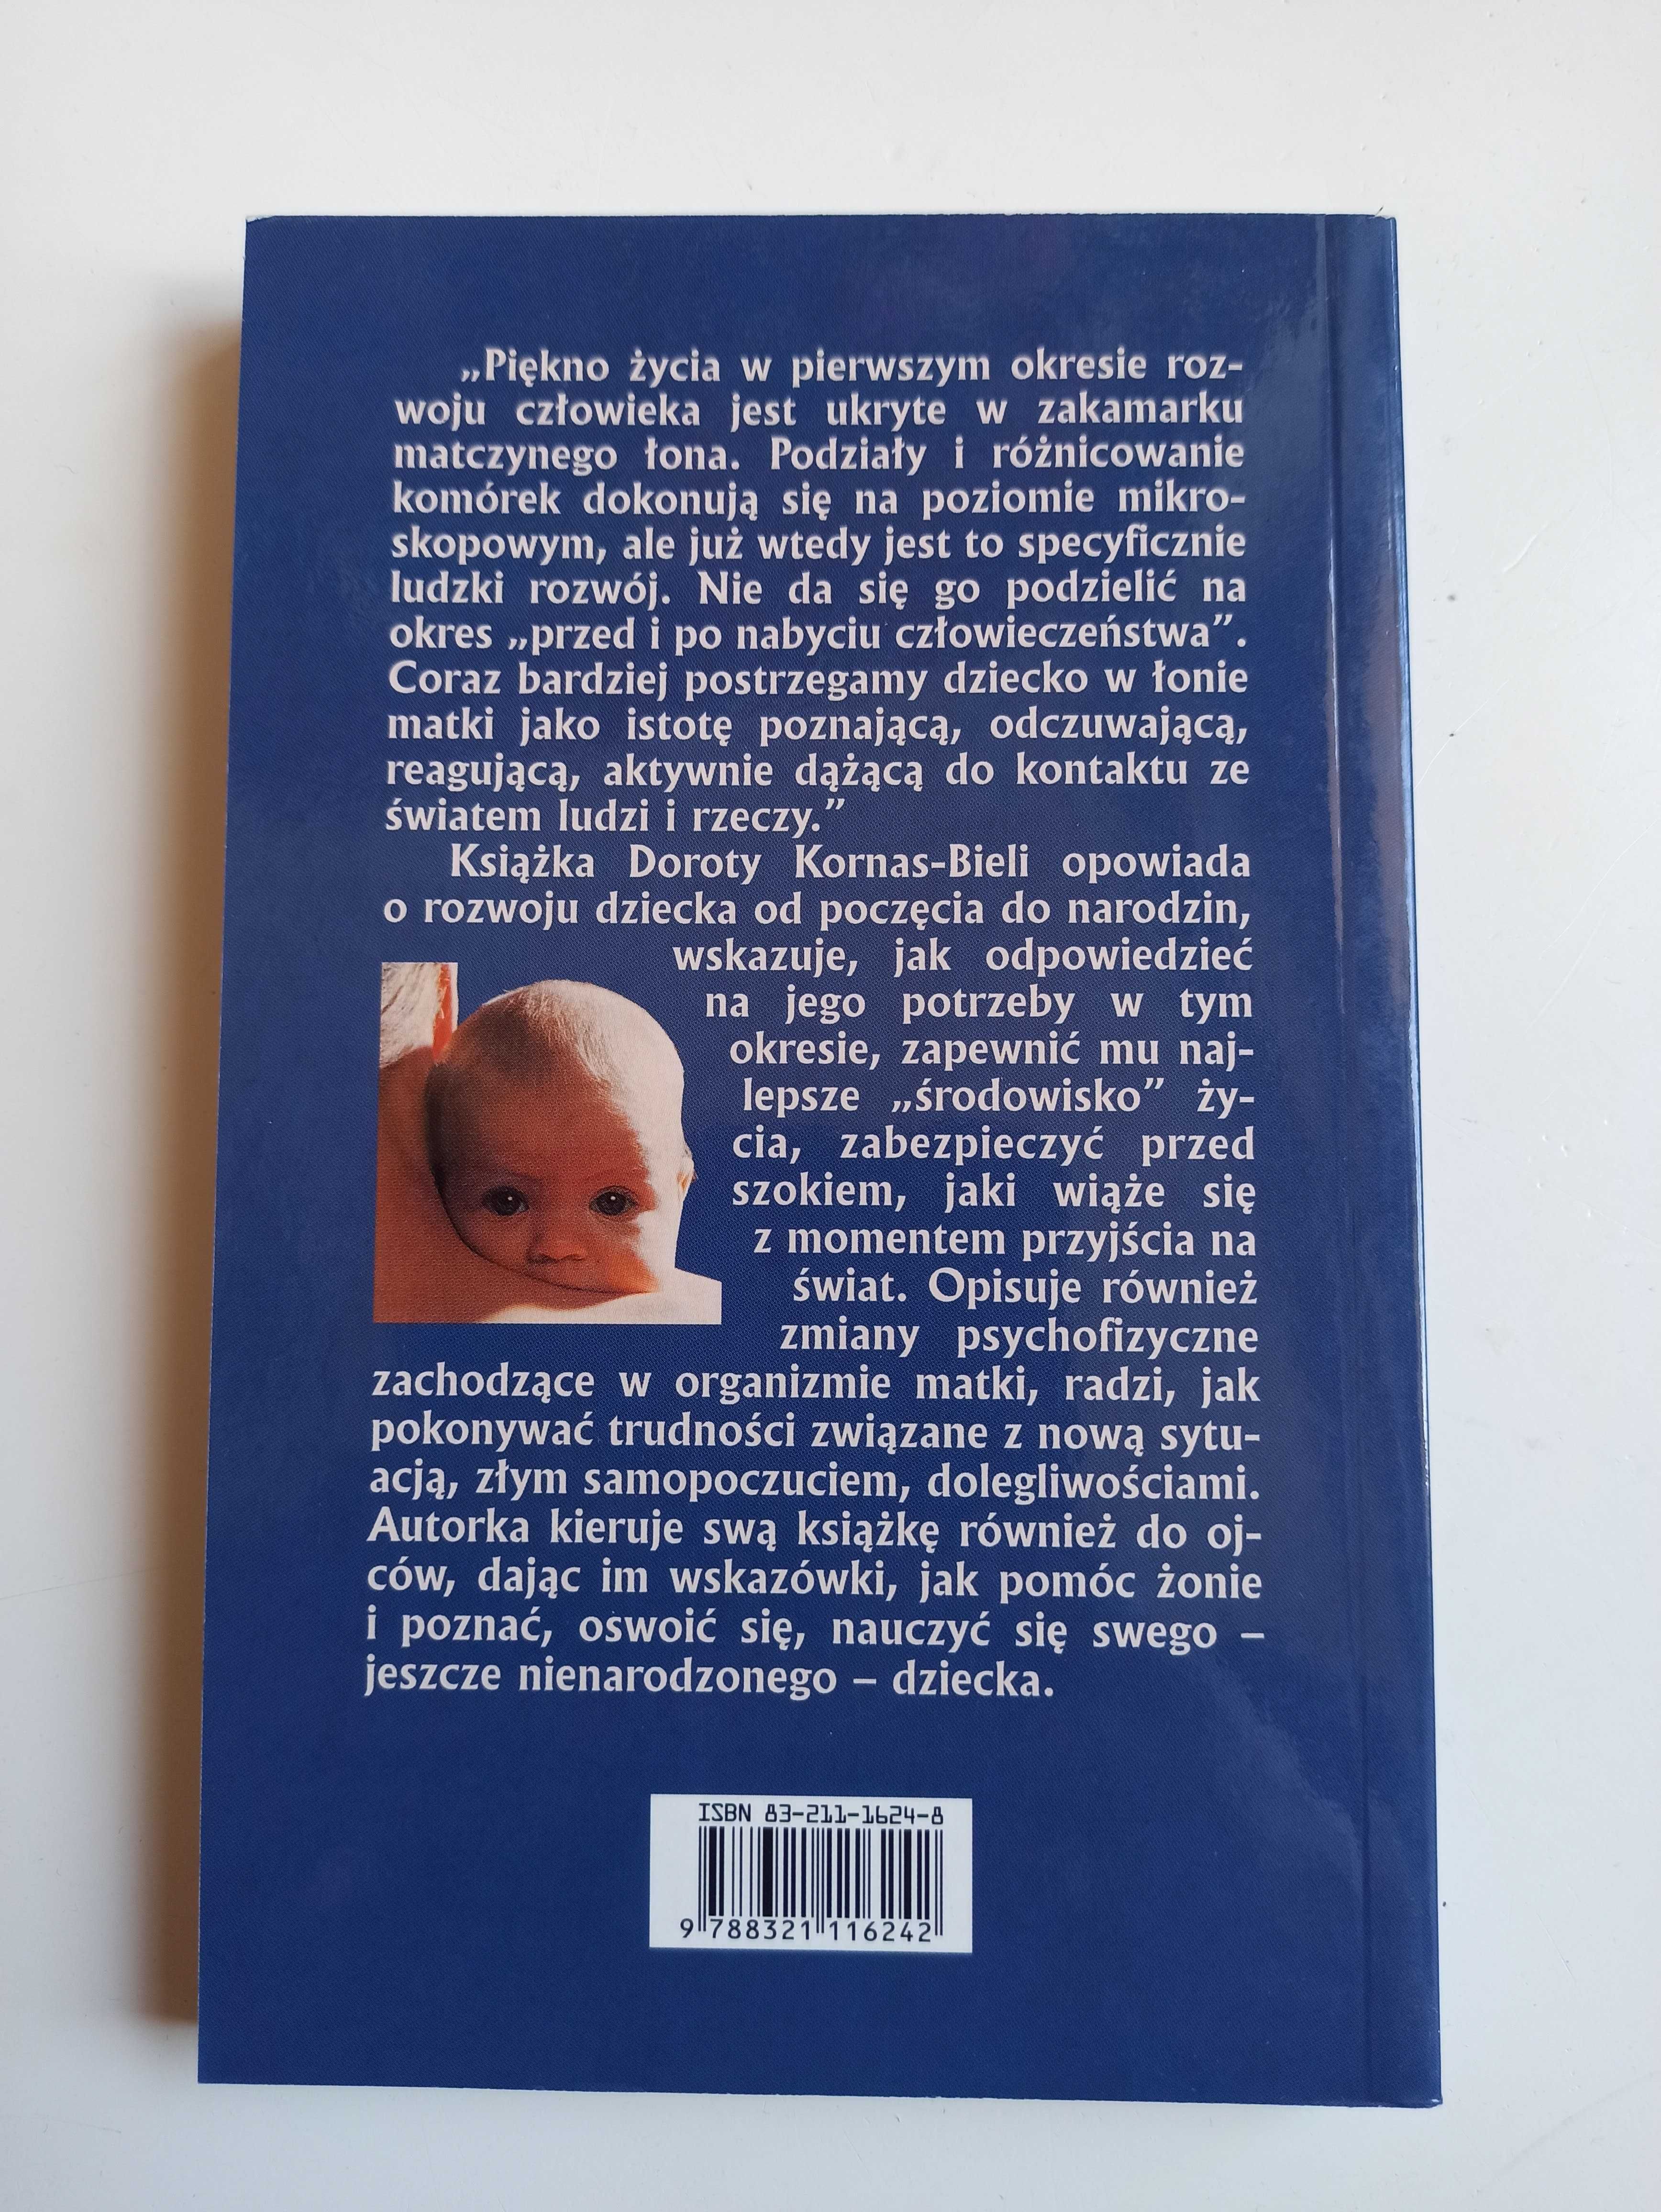 „Piękno życia w pierwszym okresie roz-
woju człowieka jest ukryte w zakamarku
matczynego łona. Podziały i różnicowanie
komórek dokonują się na poziomie mikro-
skopowym, ale już wtedy jest to specyficznie
ludzki rozwój. Nie da się go podzielić na
okres „przed i po nabyciu człowieczeństwa”.
Coraz bardziej postrzegamy dziecko w łonie
matki jako istotę poznającą, odczuwającą,
reagującą, aktywnie dążącą do kontaktu ze
światem ludzi i rzeczy.”
Książka Doroty Kornas-Bieli opowiada
o rozwoju dziecka od poczęcia do narodzin,
wskazuje, jak odpowiedzieć
na jego potrzeby w tym
okresie, zapewnić mu naj-
lepsze „środowisko” ży-
cia, zabezpieczyć przed
szokiem, jaki wiąże się
z momentem przyjścia na
świat. Opisuje również
zmiany psychofizyczne
zachodzące w organizmie matki, radzi, jak
pokonywać trudności związane z nową sytu-
acją, złym samopoczuciem, dolegliwościami.
Autorka kieruje swą książkę również do oj-
ców, dając im wskazówki, jak pomóc żonie
i poznać, oswoić się, nauczyć się swego –
jeszcze nienarodzonego – dziecka.
ISBN 83-211-1624-8
9 788321 116242